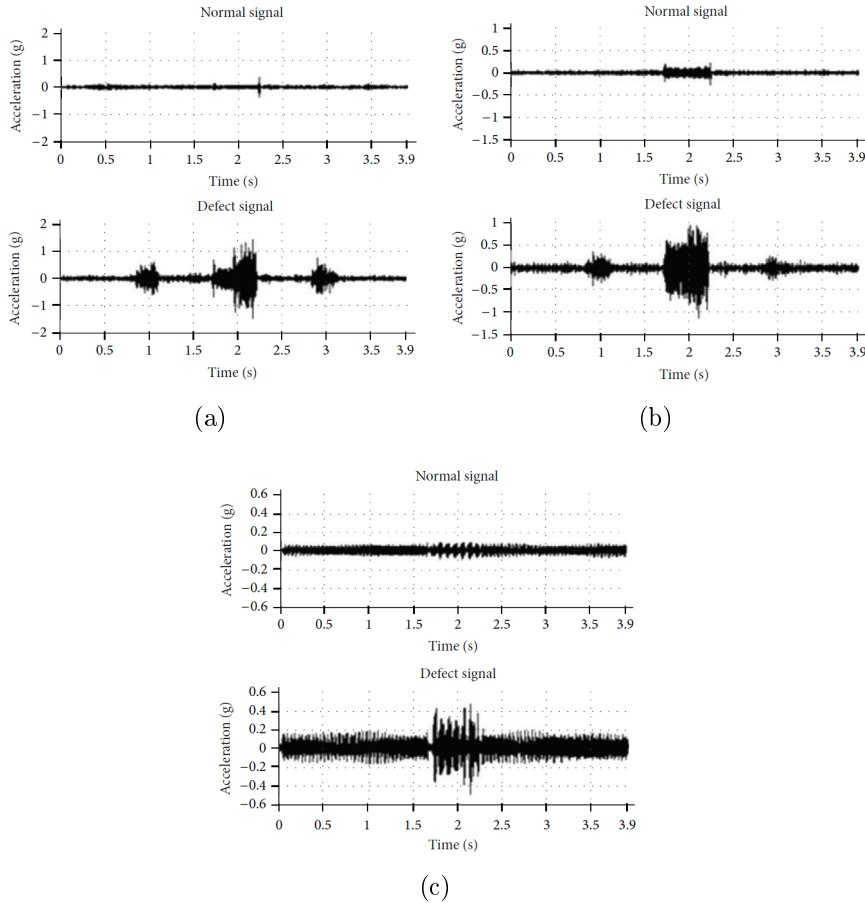 Normal signal
Acceleration (g)
2
1
0
−1
−2
0 0.5 1 1.5 2 2.5 3 3.5 3.9
Time (s)
Defect signal
Acceleration (g)
2
1
0
−1
−2
0 0.5 1 1.5 2 2.5 3 3.5 3.9
Time (s)
(a)
Normal signal
Acceleration (g)
1
0.5
0
−0.5
−1
−1.5
0 0.5 1 1.5 2 2.5 3 3.5 3.9
Time (s)
Defect signal
Acceleration (g)
1
0.5
0
−0.5
−1
−1.5
0 0.5 1 1.5 2 2.5 3 3.5 3.9
Time (s)
(b)
Normal signal
Acceleration (g)
0.6
0.4
0.2
0
−0.2
−0.4
−0.6
0 0.5 1 1.5 2 2.5 3 3.5 3.9
Time (s)
Defect signal
Acceleration (g)
0.6
0.4
0.2
0
−0.2
−0.4
−0.6
0 0.5 1 1.5 2 2.5 3 3.5 3.9
Time (s)
(c)